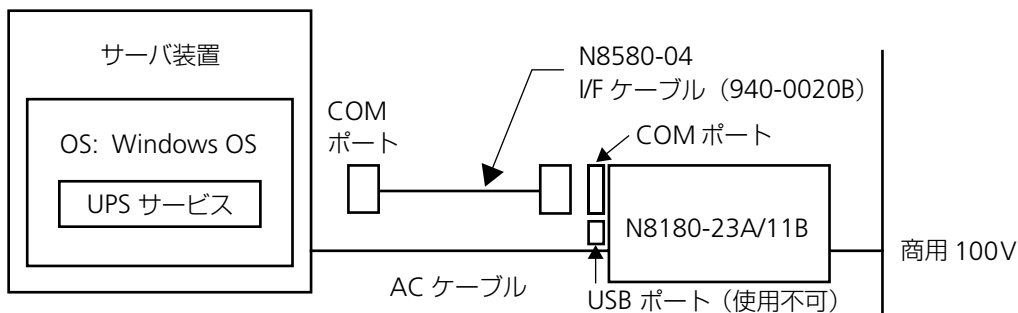 サーバ装置
OS: Windows OS
UPS サービス
COM
ポート
N8580-04
I/F ケーブル（940-0020B）
COM ポート
N8180-23A/11B
AC ケーブル
USB ポート（使用不可）
商用 100V